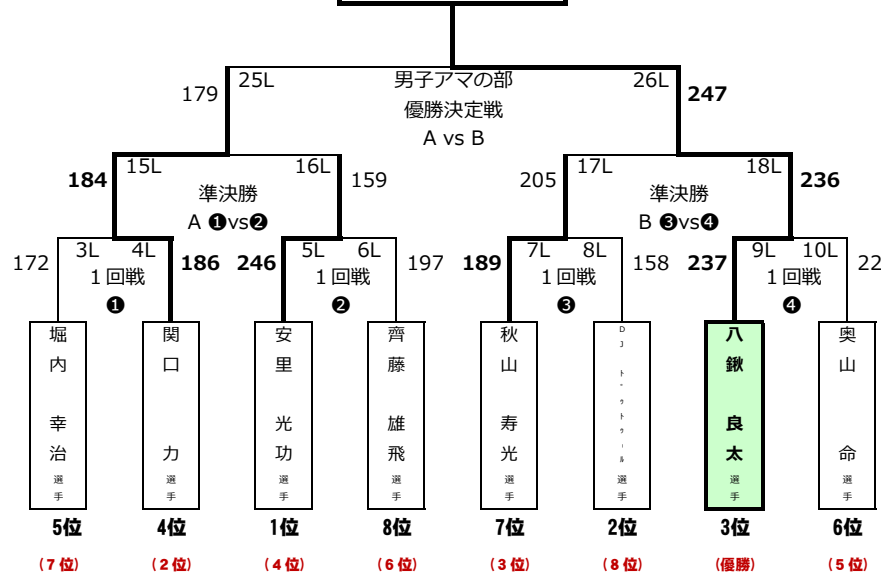 25L 男子アマの部 26L
179 247
優勝決定戦
A vs B
15L 16L 17L 18L
184 159 205 236
準決勝 準決勝
A ❶vs❷ B ❸vs❹
3L 4L 5L 6L 7L 8L 9L 10L
172 186 246 197 189 158 237 22
1回戦 1回戦 1回戦 1回戦
❶ ❷ ❸ ❹
堀内 幸治 選手
関口 力 選手
安里 光功 選手
齊藤 雄飛 選手
秋山 寿光 選手
選手
八鍬 良太 選手
奥山 命 選手
5位 4位 1位 8位 7位 2位 3位 6位
(7位) (2位) (4位) (6位) (3位) (8位) (優勝) (5位)